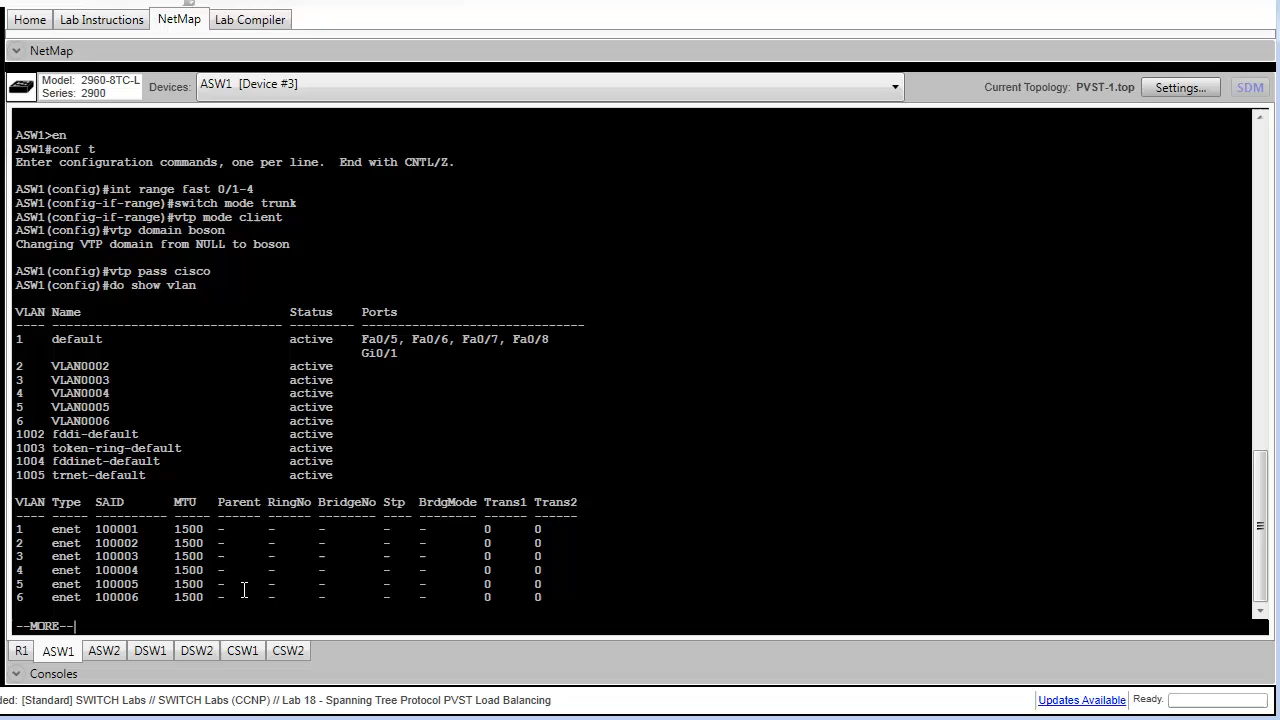 Home Lab Instructions NetMap Lab Compiler
NetMap
Model: 2960-8TC-L
Series: 2900
Devices: ASW1 [Device #3] Current Topology: PVST-1.top Settings... SDM
ASW1>en
ASW1#conf t
Enter configuration commands, one per line. End with CNTL/Z.
ASW1(config)#int range fast 0/1-4
ASW1(config-if-range)#switch mode trunk
ASW1(config-if-range)#vtp mode client
ASW1(config)#vtp domain boson
Changing VTP domain from NULL to boson
ASW1(config)#vtp pass cisco
ASW1(config)#do show vlan
VLAN Name Status Ports
---- -------------------------------- --------- -------------------------------
1 default active Fa0/5, Fa0/6, Fa0/7, Fa0/8
Gi0/1
2 VLAN0002 active
3 VLAN0003 active
4 VLAN0004 active
5 VLAN0005 active
6 VLAN0006 active
1002 fddi-default active
1003 token-ring-default active
1004 fddinet-default active
1005 trnet-default active
VLAN Type SAID MTU Parent RingNo BridgeNo Stp BrdgMode Trans1 Trans2
---- ----- ---------- ----- ------ ------ -------- ---- -------- ------ ------
1 enet 100001 1500 - - - - - 0 0
2 enet 100002 1500 - - - - - 0 0
3 enet 100003 1500 - - - - - 0 0
4 enet 100004 1500 - - - - - 0 0
5 enet 100005 1500 - - - - - 0 0
6 enet 100006 1500 - - - - - 0 0
--MORE--
R1 ASW1 ASW2 DSW1 DSW2 CSW1 CSW2
Consoles
ded: [Standard] SWITCH Labs // SWITCH Labs (CCNP) // Lab 18 - Spanning Tree Protocol PVST Load Balancing Updates Available Ready.